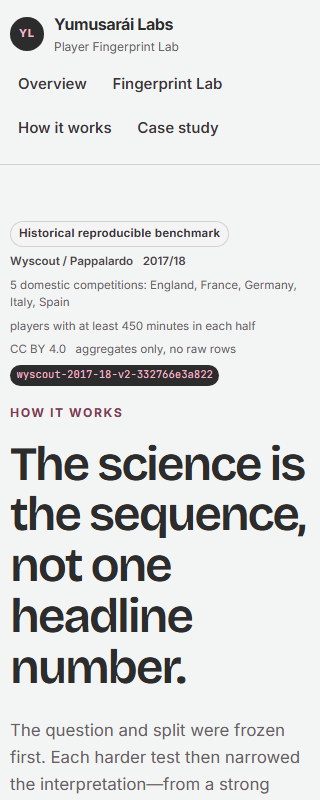 YL
Yumusarái Labs
Player Fingerprint Lab
Overview Fingerprint Lab
How it works Case study
Historical reproducible benchmark
Wyscout / Pappalardo 2017/18
5 domestic competitions: England, France, Germany,
Italy, Spain
players with at least 450 minutes in each half
CC BY 4.0 aggregates only, no raw rows
wyscout-2017-18-v2-332766e3a822
HOW IT WORKS
The science is
the sequence,
not one
headline
number.
The question and split were frozen
first. Each harder test then narrowed
the interpretation—from a strong